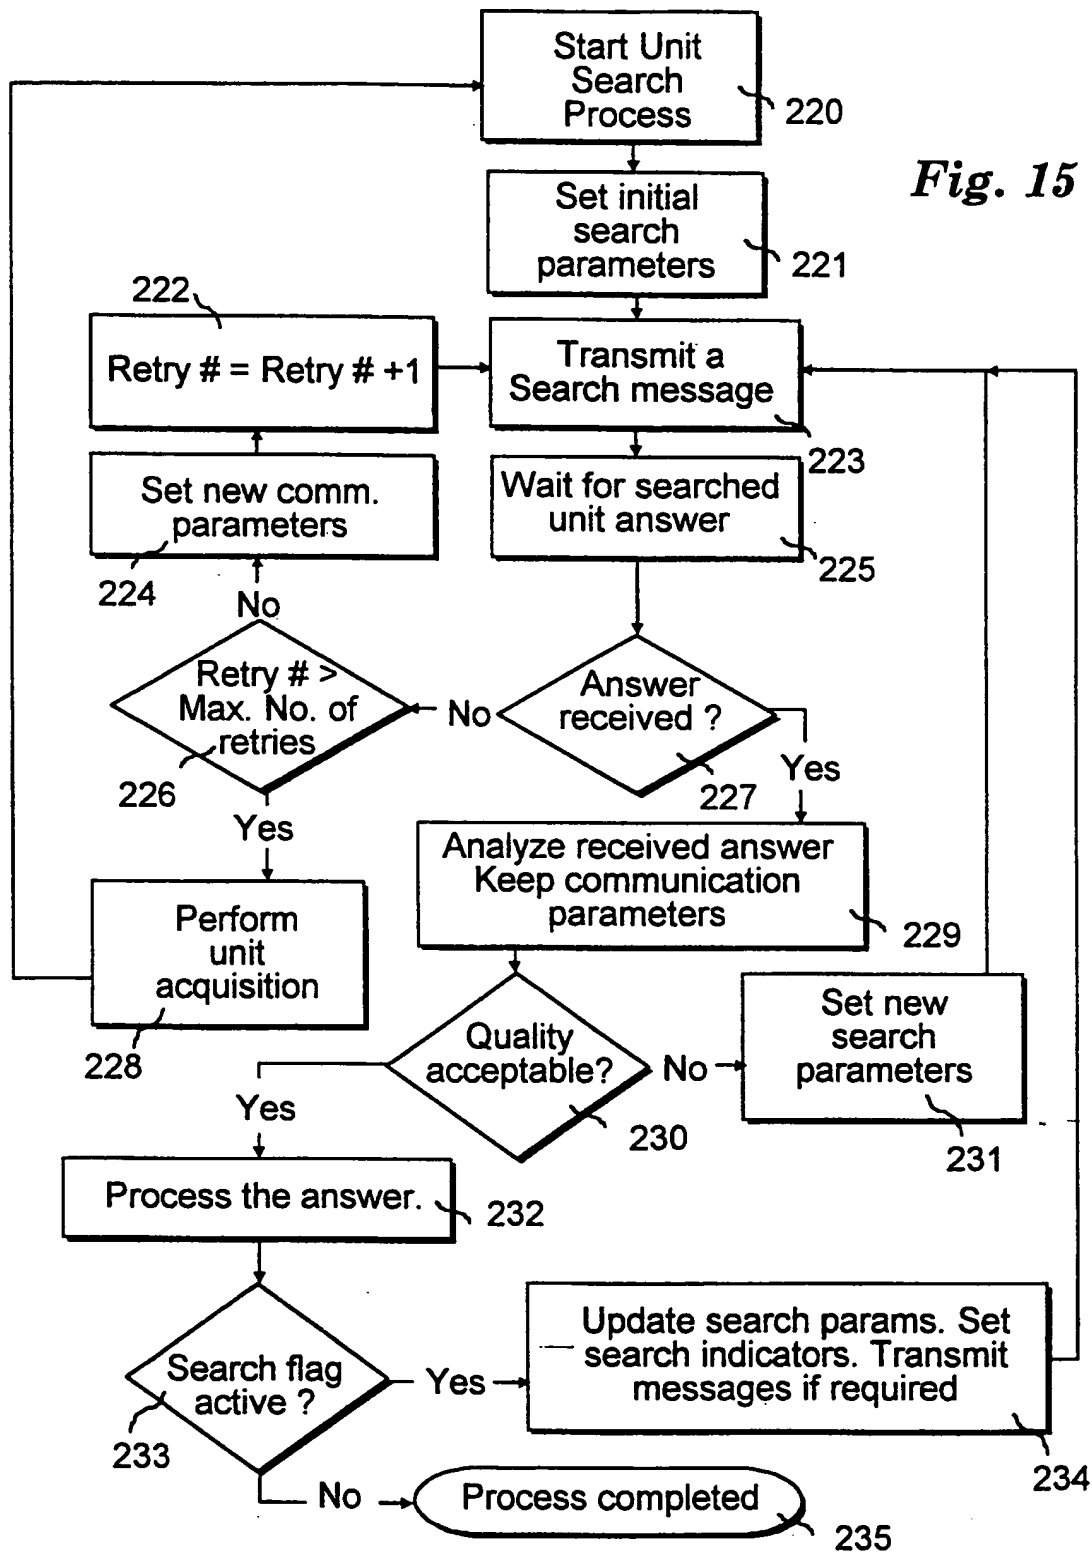 Start Unit
Search
Process
220
Fig. 15
Set initial
search
parameters
221
222
Retry # = Retry # +1
Transmit a
Search message
223
Set new comm.
parameters
224
Wait for searched
unit answer
225
No
Retry # >
Max. No. of
retries
226
No
Answer
received ?
227
Yes
Yes
Analyze received answer
Keep communication
parameters
229
Perform
unit
acquisition
228
Quality
acceptable?
230
No
Set new
search
parameters
231
Yes
Process the answer.
232
Search flag
active ?
233
Yes
Update search params. Set
search indicators. Transmit
messages if required
234
No
Process completed
235